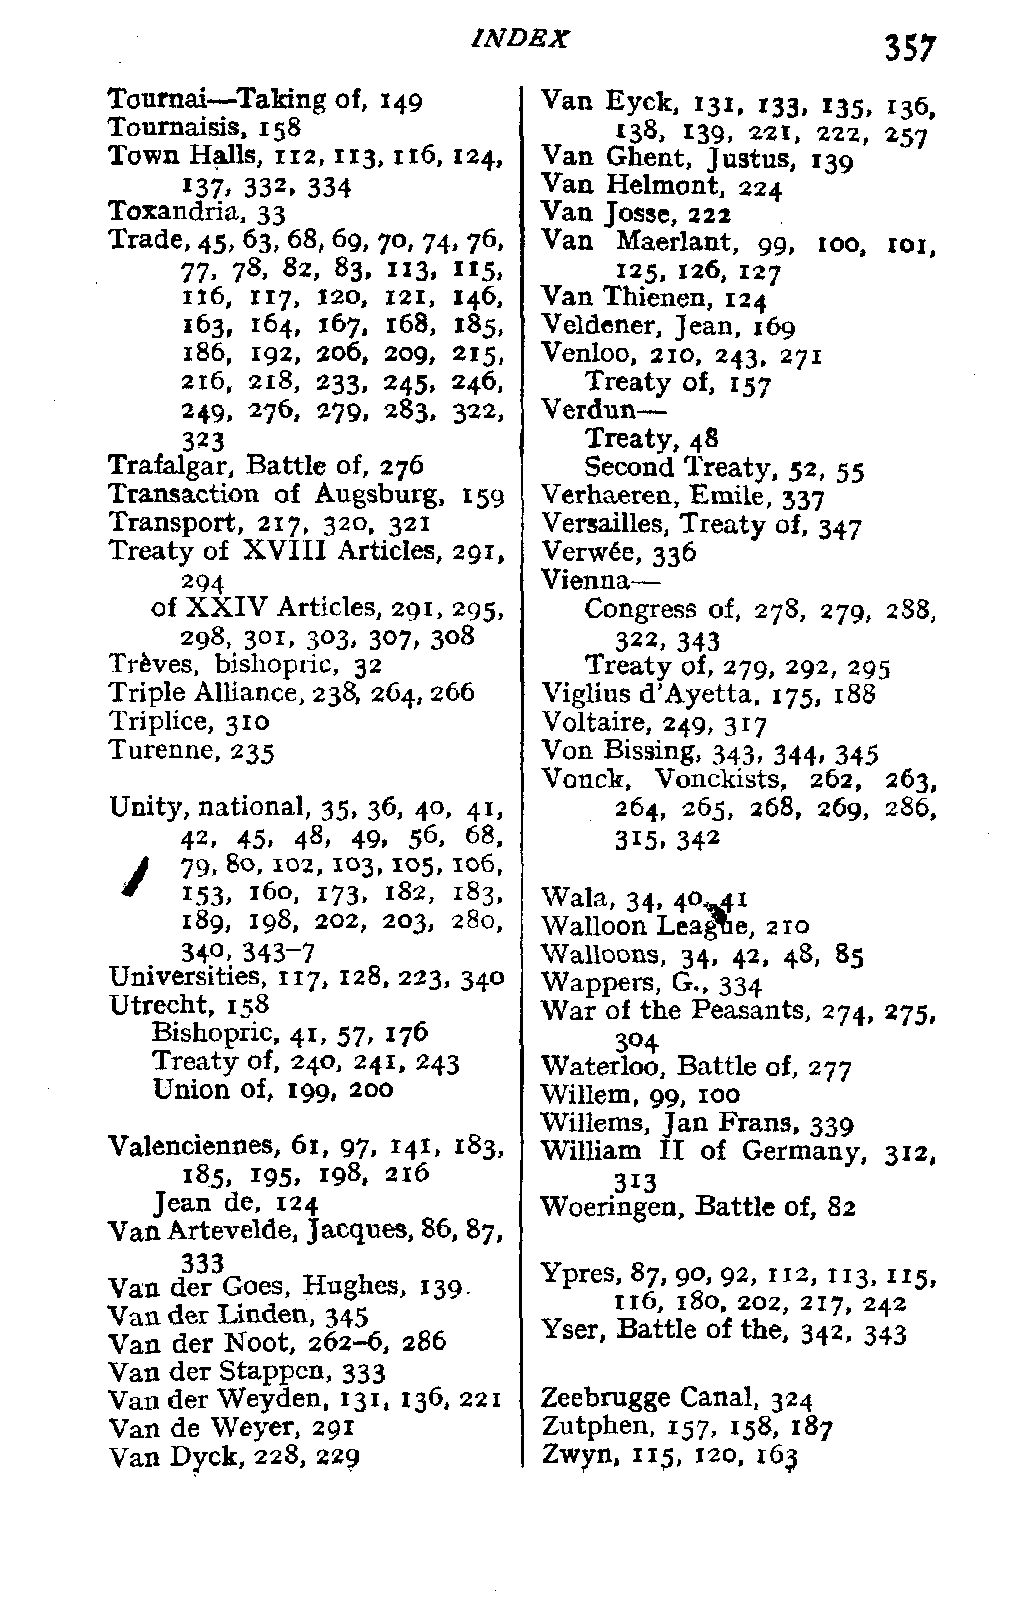 INDEX
357
Tournai—Taking of, 149
Tournaisis, 158
Town Halls, 112, 113, 116, 124,
137, 332, 334
Toxandria, 33
Trade, 45, 63, 68, 69, 70, 74, 76,
77, 78, 82, 83, 113, 115,
116, 117, 120, 121, 146,
163, 164, 167, 168, 185,
186, 192, 206, 209, 215,
216, 218, 233, 245, 246,
249, 276, 279, 283, 322,
323
Trafalgar, Battle of, 276
Transaction of Augsburg, 159
Transport, 217, 320, 321
Treaty of XVIII Articles, 291,
294
of XXIV Articles, 291, 295,
298, 301, 303, 307, 308
Trèves, bishopric, 32
Triple Alliance, 238, 264, 266
Triplice, 310
Turenne, 235
Unity, national, 35, 36, 40, 41,
42, 45, 48, 49, 56, 68,
79, 80, 102, 103, 105, 106,
153, 160, 173, 182, 183,
189, 198, 202, 203, 280,
340, 343–7
Universities, 117, 128, 223, 340
Utrecht, 158
Bishopric, 41, 57, 176
Treaty of, 240, 241, 243
Union of, 199, 200
Valenciennes, 61, 97, 141, 183,
185, 195, 198, 216
Jean de, 124
Van Artevelde, Jacques, 86, 87,
333
Van der Goes, Hughes, 139.
Van der Linden, 345
Van der Noot, 262–6, 286
Van der Stappen, 333
Van der Weyden, 131, 136, 221
Van de Weyer, 291
Van Dyck, 228, 229
Van Eyck, 131, 133, 135, 136,
138, 139, 221, 222, 257
Van Ghent, Justus, 139
Van Helmont, 224
Van Josse, 222
Van Maerlant, 99, 100, 101,
125, 126, 127
Van Thienen, 124
Veldener, Jean, 169
Venloo, 210, 243, 271
Treaty of, 157
Verdun—
Treaty, 48
Second Treaty, 52, 55
Verhaeren, Emile, 337
Versailles, Treaty of, 347
Verwée, 336
Vienna—
Congress of, 278, 279, 288,
322, 343
Treaty of, 279, 292, 295
Viglius d'Ayetta, 175, 188
Voltaire, 249, 317
Von Bissing, 343, 344, 345
Vonck, Vonckists, 262, 263,
264, 265, 268, 269, 286,
315, 342
Wala, 34, 40, 41
Walloon League, 210
Walloons, 34, 42, 48, 85
Wappers, G., 334
War of the Peasants, 274, 275,
304
Waterloo, Battle of, 277
Willem, 99, 100
Willems, Jan Frans, 339
William II of Germany, 312,
313
Woeringen, Battle of, 82
Ypres, 87, 90, 92, 112, 113, 115,
116, 180, 202, 217, 242
Yser, Battle of the, 342, 343
Zeebrugge Canal, 324
Zutphen, 157, 158, 187
Zwyn, 115, 120, 163